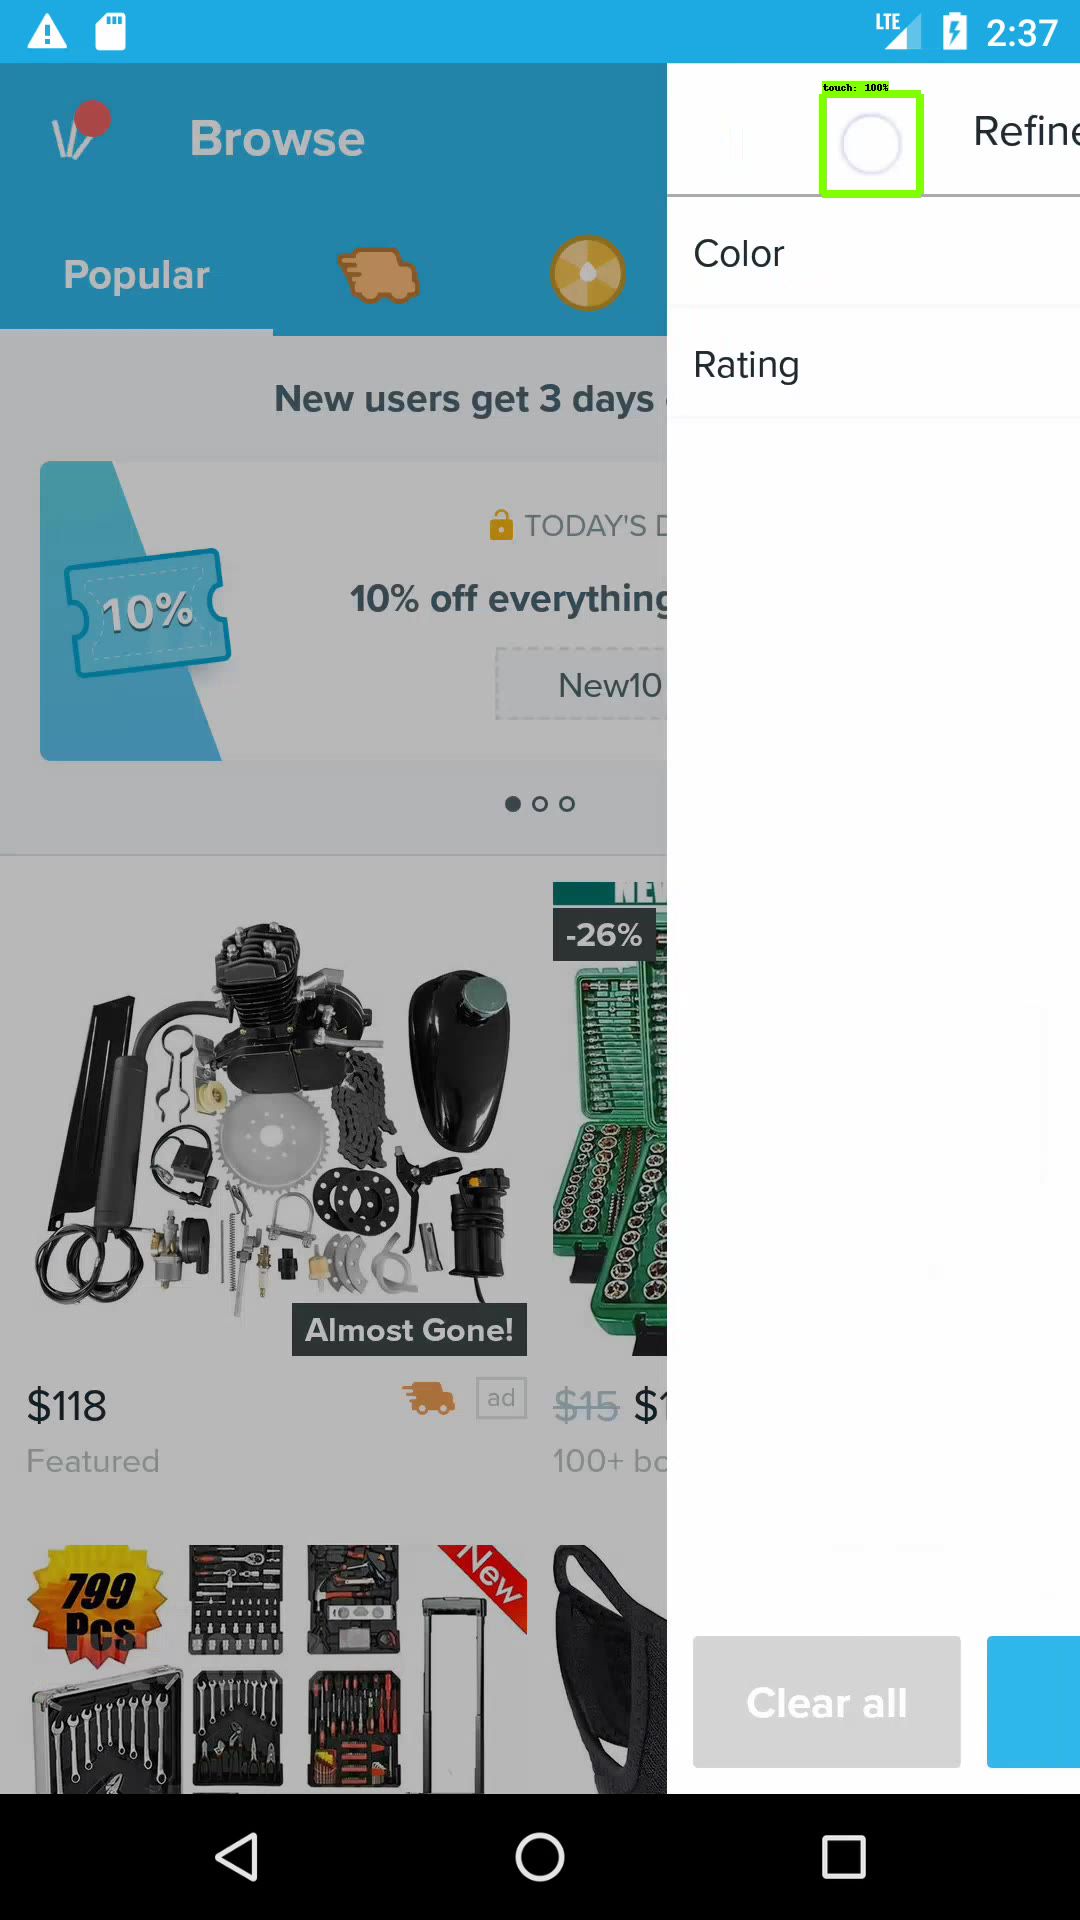 LTE 2:37
touch: 100%
Browse
Refine
Popular
Color
Rating
New users get 3 days
TODAY'S D
10%
10% off everything
New10
NEW
-26%
Almost Gone!
$118
ad
$15 $1
Featured
100+ bo
799
Pcs
New
Clear all